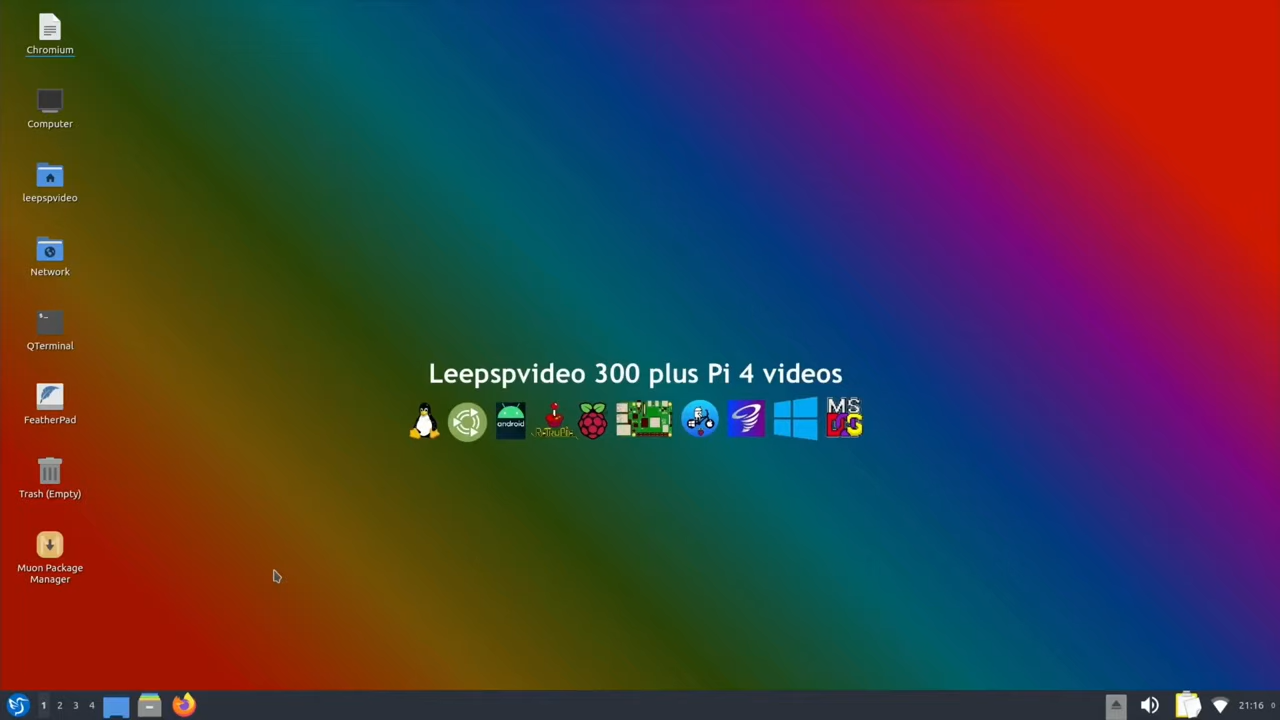 Chromium
Computer
leepspvideo
Network
QTerminal
FeatherPad
Trash (Empty)
Muon Package
Manager
Leepspvideo 300 plus Pi 4 videos
android
MS
1 2 3 4
21:16